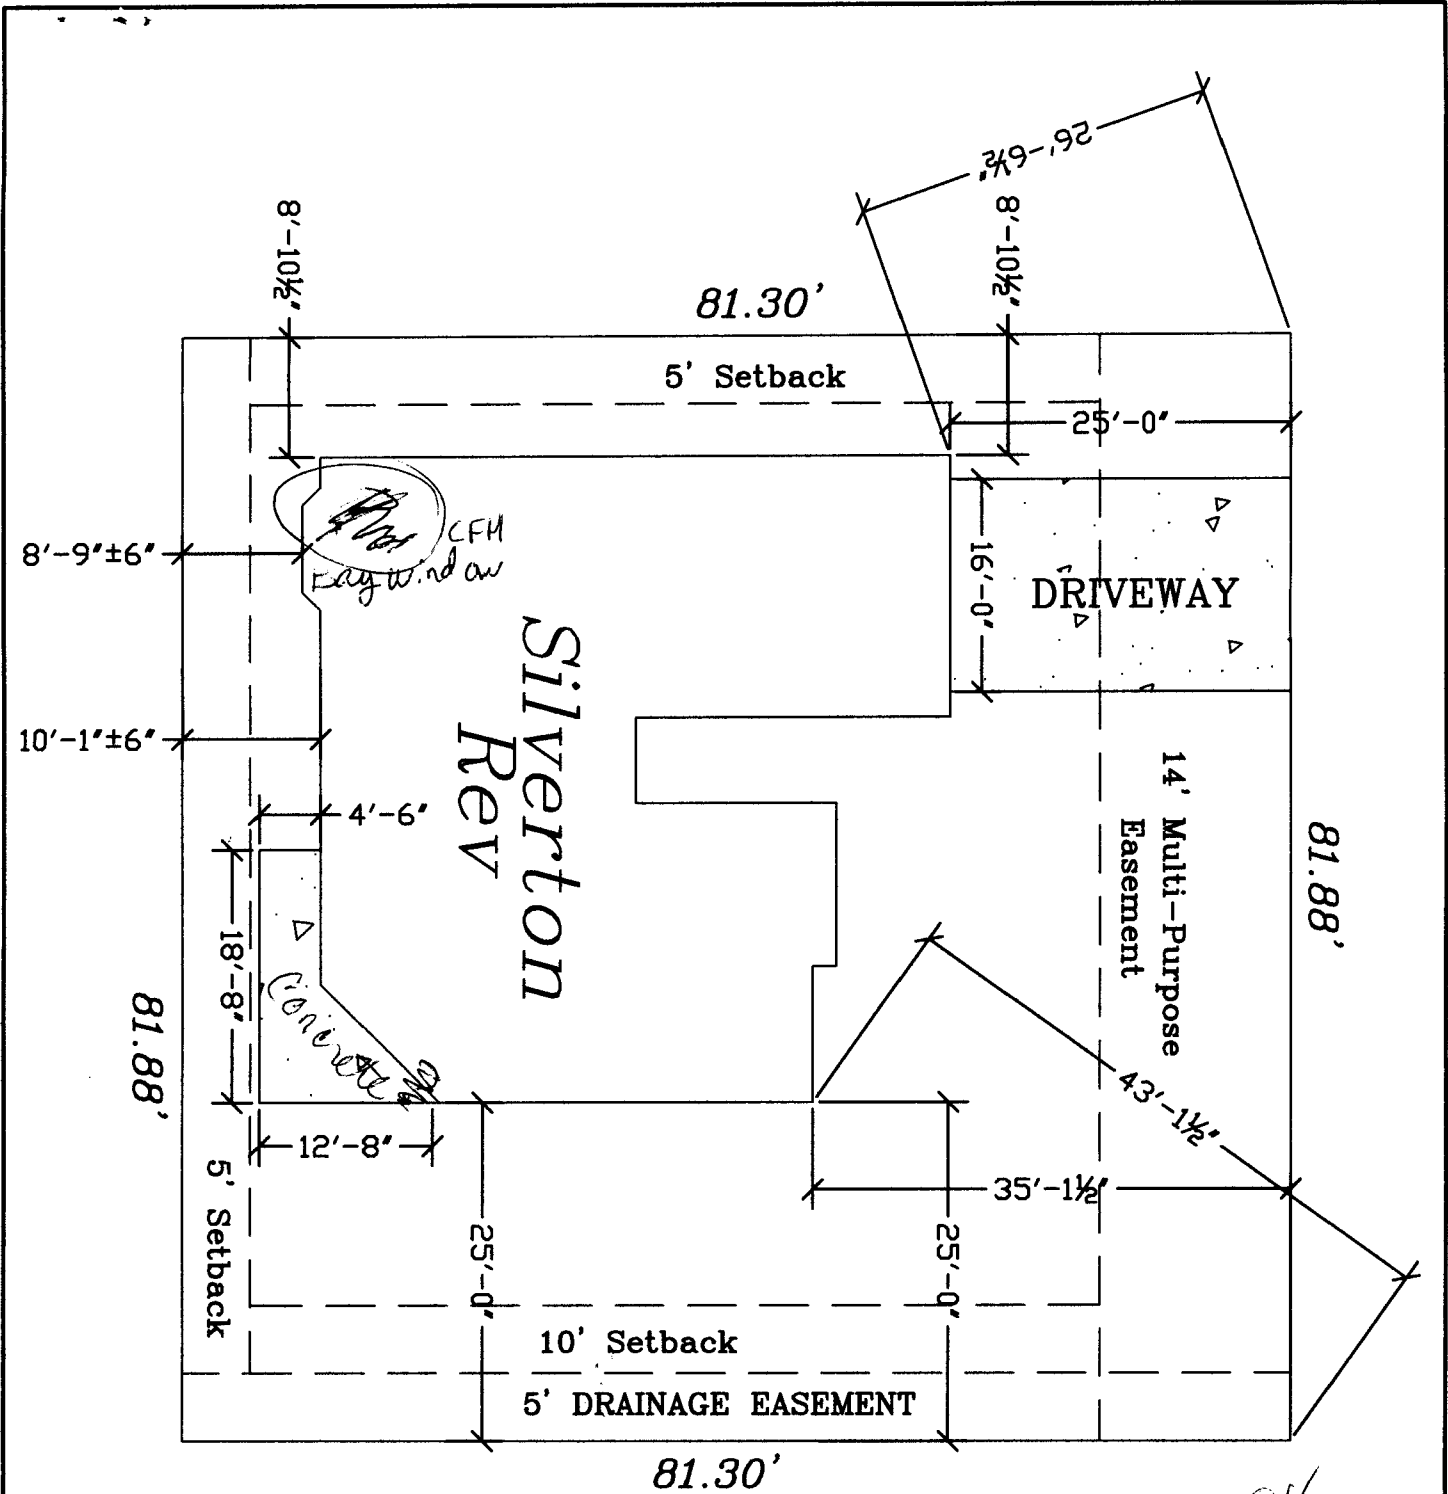 26'-6½"
8'-10½"
8'-10½"
81.30'
5' Setback
25'-0"
CFM
Bay window
8'-9"±6"
16'-0"
DRIVEWAY
Silverton
Rev
10'-1"±6"
14' Multi-Purpose
Easement
4'-6"
81.88'
18'-8"
Concrete
81.88'
43'-1½"
12'-8"
35'-1½"
5' Setback
25'-0"
25'-0"
10' Setback
5' DRAINAGE EASEMENT
81.30'